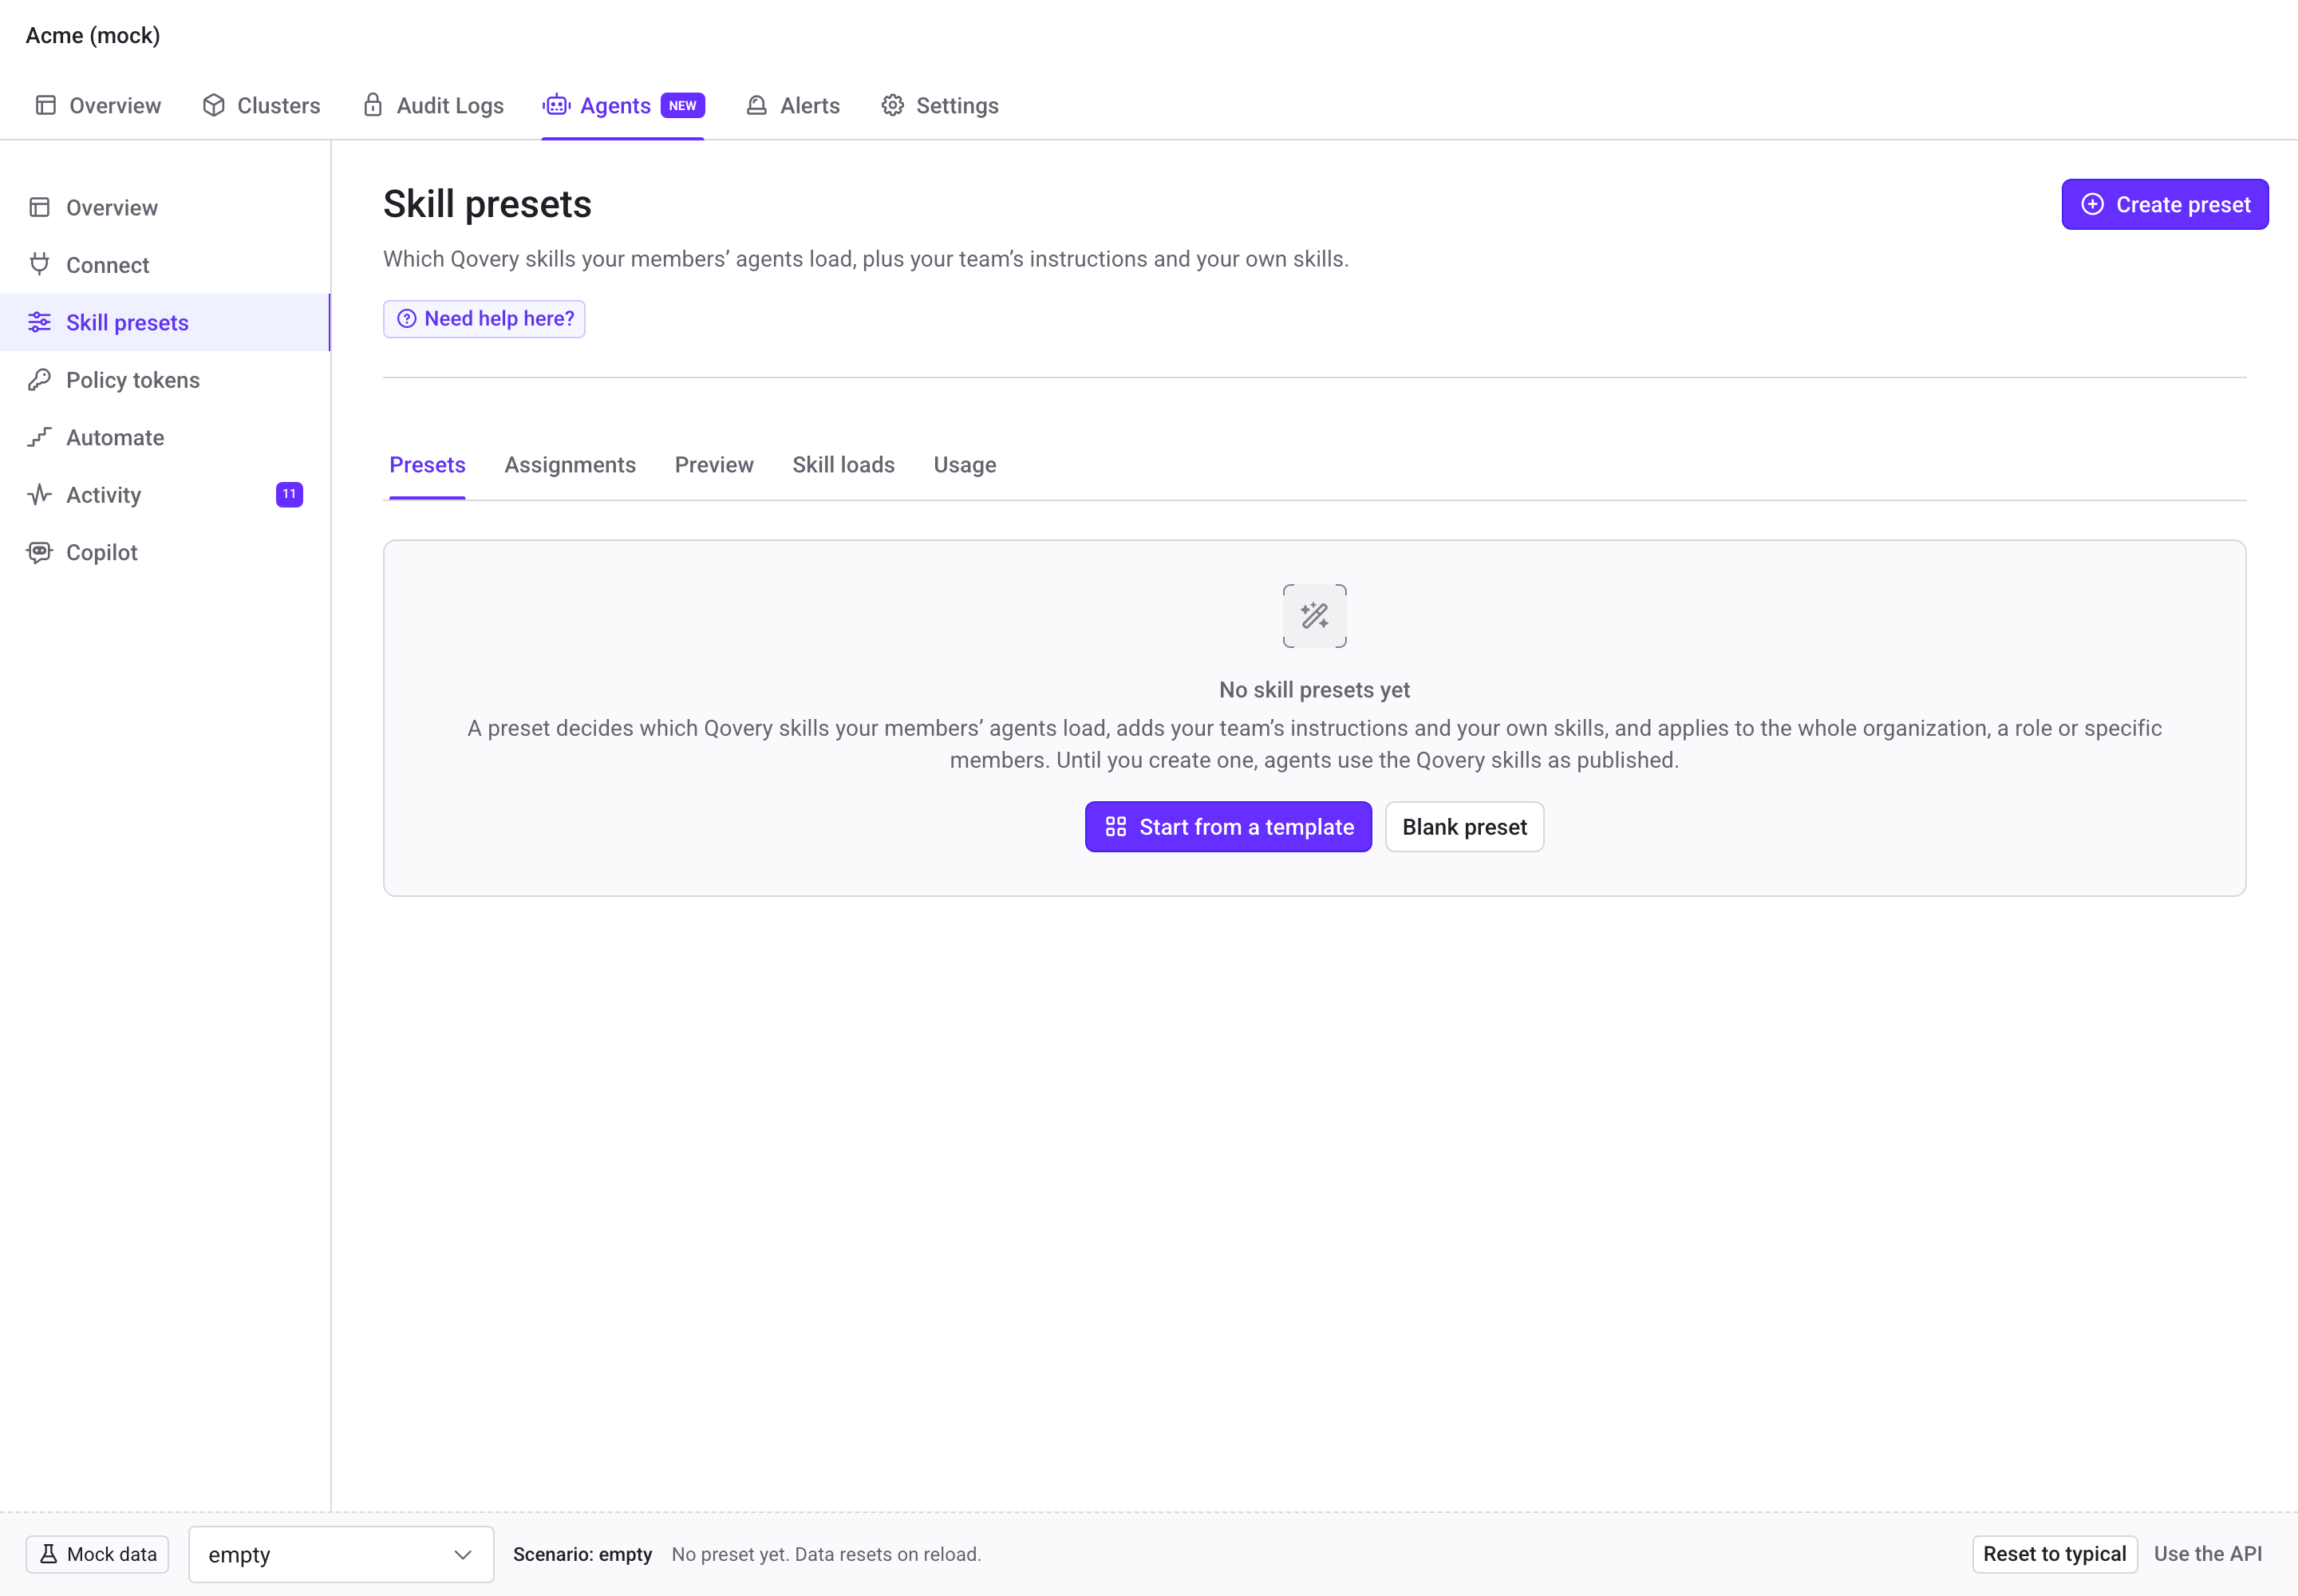 Acme (mock)
Overview
Clusters
Audit Logs
Agents NEW
Alerts
Settings
Overview
Connect
Skill presets
Policy tokens
Automate
Activity 11
Copilot
Skill presets
Create preset
Which Qovery skills your members’ agents load, plus your team’s instructions and your own skills.
Need help here?
Presets
Assignments
Preview
Skill loads
Usage
No skill presets yet
A preset decides which Qovery skills your members’ agents load, adds your team’s instructions and your own skills, and applies to the whole organization, a role or specific
members. Until you create one, agents use the Qovery skills as published.
Start from a template
Blank preset
Mock data
empty
Scenario: empty
No preset yet. Data resets on reload.
Reset to typical
Use the API